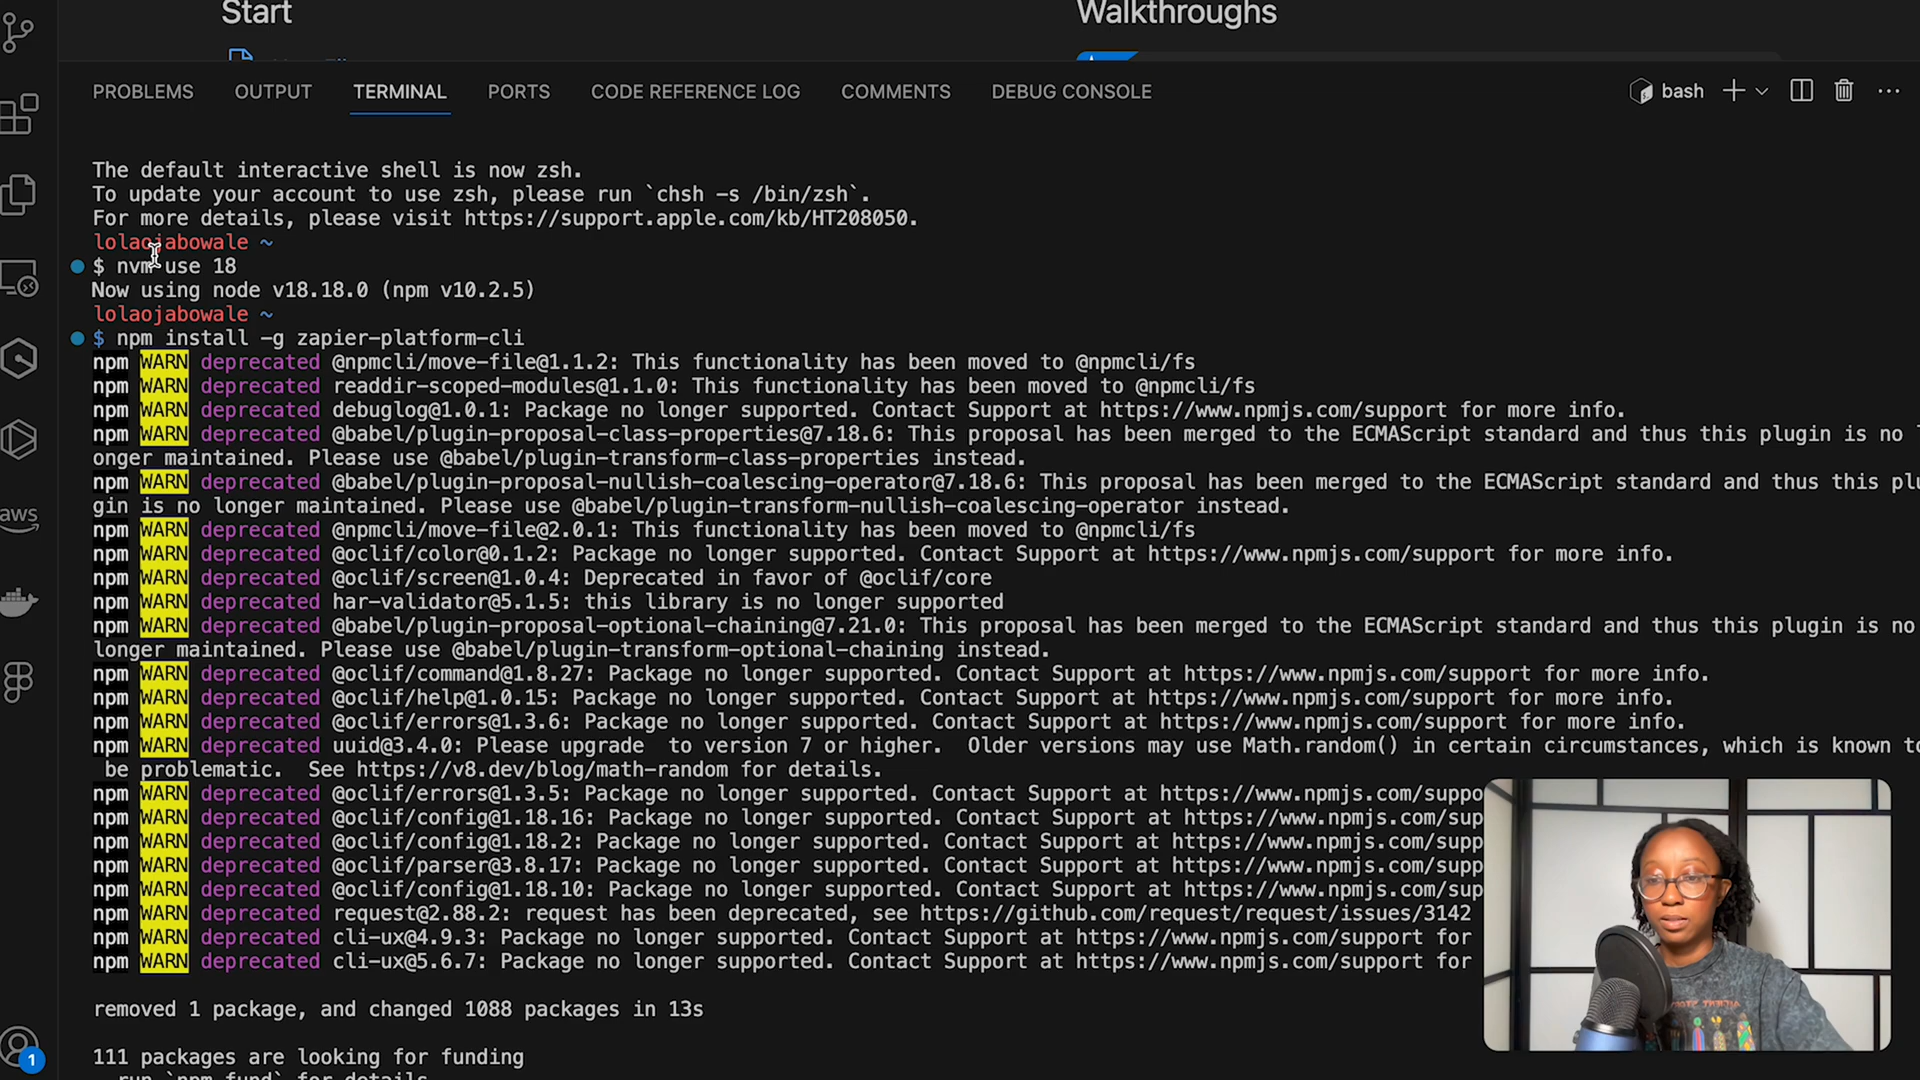 Start
Walkthroughs
PROBLEMS OUTPUT TERMINAL PORTS CODE REFERENCE LOG COMMENTS DEBUG CONSOLE
bash
The default interactive shell is now zsh.
To update your account to use zsh, please run `chsh -s /bin/zsh`.
For more details, please visit https://support.apple.com/kb/HT208050.
lolaojabowale ~
$ nvm use 18
Now using node v18.18.0 (npm v10.2.5)
lolaojabowale ~
$ npm install -g zapier-platform-cli
npm WARN deprecated @npmcli/move-file@1.1.2: This functionality has been moved to @npmcli/fs
npm WARN deprecated readdir-scoped-modules@1.1.0: This functionality has been moved to @npmcli/fs
npm WARN deprecated debuglog@1.0.1: Package no longer supported. Contact Support at https://www.npmjs.com/support for more info.
npm WARN deprecated @babel/plugin-proposal-class-properties@7.18.6: This proposal has been merged to the ECMAScript standard and thus this plugin is no l
onger maintained. Please use @babel/plugin-transform-class-properties instead.
npm WARN deprecated @babel/plugin-proposal-nullish-coalescing-operator@7.18.6: This proposal has been merged to the ECMAScript standard and thus this plu
gin is no longer maintained. Please use @babel/plugin-transform-nullish-coalescing-operator instead.
npm WARN deprecated @npmcli/move-file@2.0.1: This functionality has been moved to @npmcli/fs
npm WARN deprecated @oclif/color@0.1.2: Package no longer supported. Contact Support at https://www.npmjs.com/support for more info.
npm WARN deprecated @oclif/screen@1.0.4: Deprecated in favor of @oclif/core
npm WARN deprecated har-validator@5.1.5: this library is no longer supported
npm WARN deprecated @babel/plugin-proposal-optional-chaining@7.21.0: This proposal has been merged to the ECMAScript standard and thus this plugin is no
longer maintained. Please use @babel/plugin-transform-optional-chaining instead.
npm WARN deprecated @oclif/command@1.8.27: Package no longer supported. Contact Support at https://www.npmjs.com/support for more info.
npm WARN deprecated @oclif/help@1.0.15: Package no longer supported. Contact Support at https://www.npmjs.com/support for more info.
npm WARN deprecated @oclif/errors@1.3.6: Package no longer supported. Contact Support at https://www.npmjs.com/support for more info.
npm WARN deprecated uuid@3.4.0: Please upgrade  to version 7 or higher.  Older versions may use Math.random() in certain circumstances, which is known to
be problematic.  See https://v8.dev/blog/math-random for details.
npm WARN deprecated @oclif/errors@1.3.5: Package no longer supported. Contact Support at https://www.npmjs.com/suppo
npm WARN deprecated @oclif/config@1.18.16: Package no longer supported. Contact Support at https://www.npmjs.com/sup
npm WARN deprecated @oclif/config@1.18.2: Package no longer supported. Contact Support at https://www.npmjs.com/supp
npm WARN deprecated @oclif/parser@3.8.17: Package no longer supported. Contact Support at https://www.npmjs.com/supp
npm WARN deprecated @oclif/config@1.18.10: Package no longer supported. Contact Support at https://www.npmjs.com/sup
npm WARN deprecated request@2.88.2: request has been deprecated, see https://github.com/request/request/issues/3142
npm WARN deprecated cli-ux@4.9.3: Package no longer supported. Contact Support at https://www.npmjs.com/support for
npm WARN deprecated cli-ux@5.6.7: Package no longer supported. Contact Support at https://www.npmjs.com/support for
removed 1 package, and changed 1088 packages in 13s
111 packages are looking for funding
run `npm fund` for details
aws
1